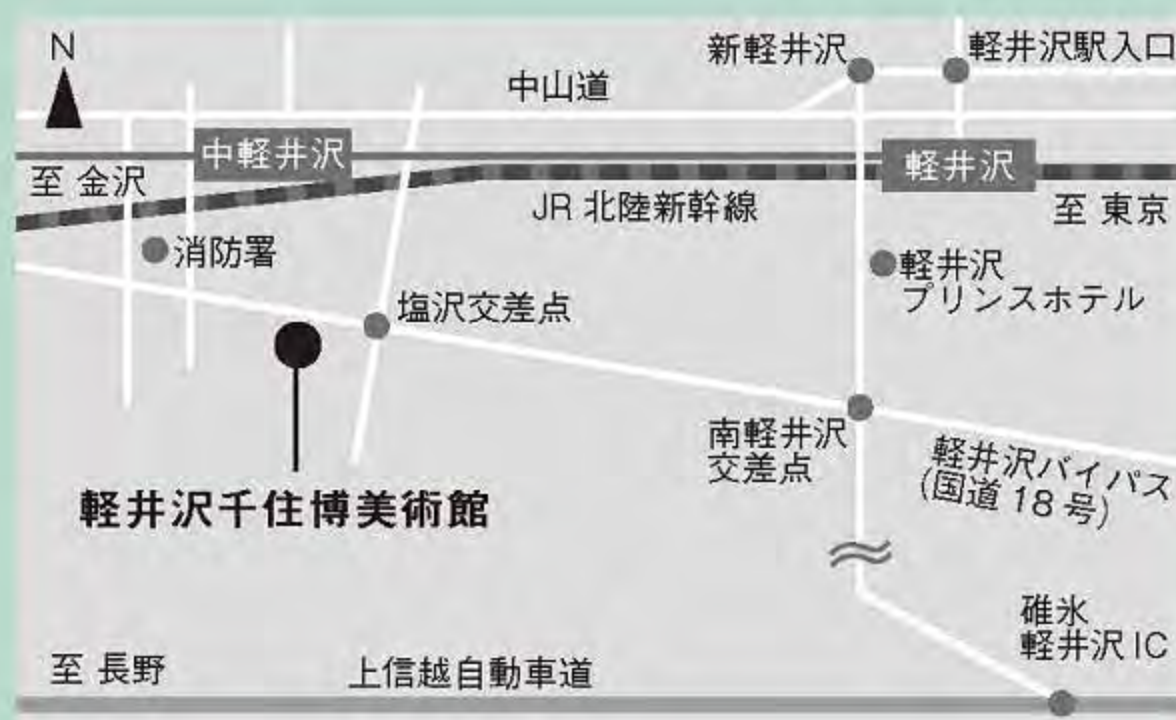 N
新軽井沢
軽井沢駅入口
中山道
中軽井沢
軽井沢
至 金沢
JR 北陸新幹線
至 東京
消防署
軽井沢
プリンスホテル
塩沢交差点
南軽井沢
交差点
軽井沢バイパス
(国道 18 号)
軽井沢千住博美術館
碓氷
軽井沢 IC
至 長野
上信越自動車道